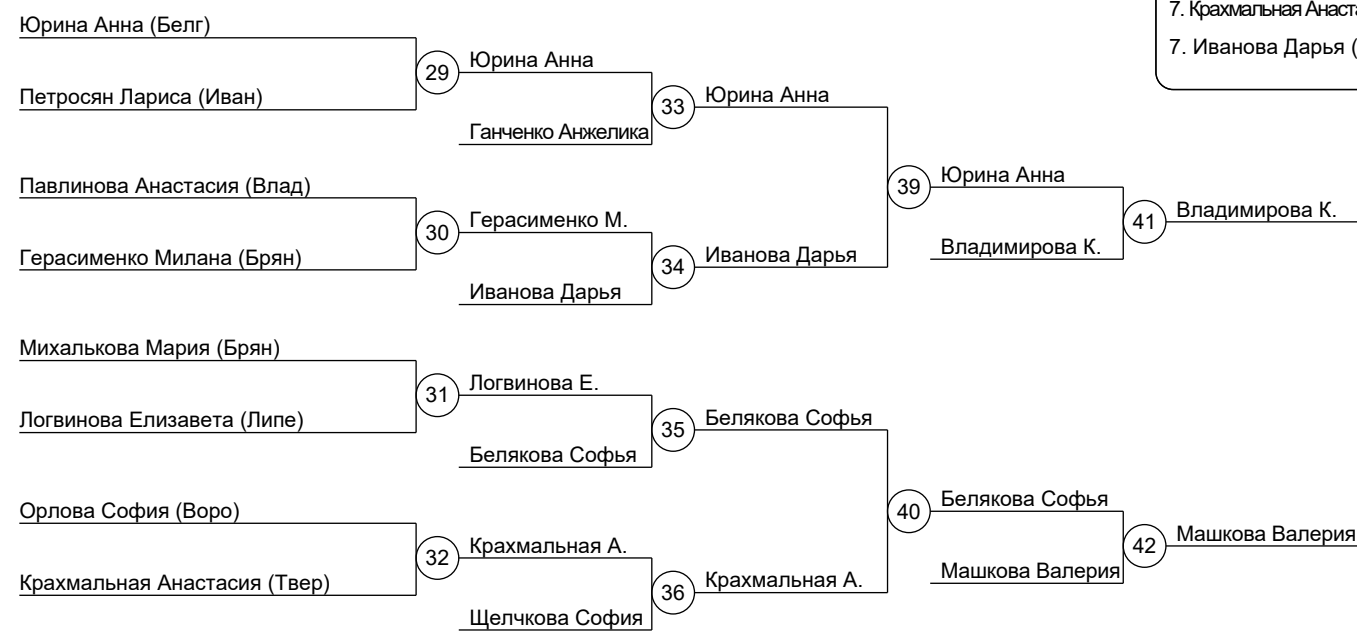 7. Крахмальная Анаста
7. Иванова Дарья (
Юрина Анна (Белг)
29
Юрина Анна
Петросян Лариса (Иван)
33
Юрина Анна
Ганченко Анжелика
39
Юрина Анна
Павлинова Анастасия (Влад)
30
Герасименко М.
Герасименко Милана (Брян)
34
Иванова Дарья
Иванова Дарья
Владимирова К.
41
Владимирова К.
Михалькова Мария (Брян)
31
Логвинова Е.
Логвинова Елизавета (Липе)
35
Белякова Софья
Белякова Софья
40
Белякова Софья
Орлова София (Воро)
32
Крахмальная А.
Крахмальная Анастасия (Твер)
36
Крахмальная А.
Щелчкова София
Машкова Валерия
42
Машкова Валерия